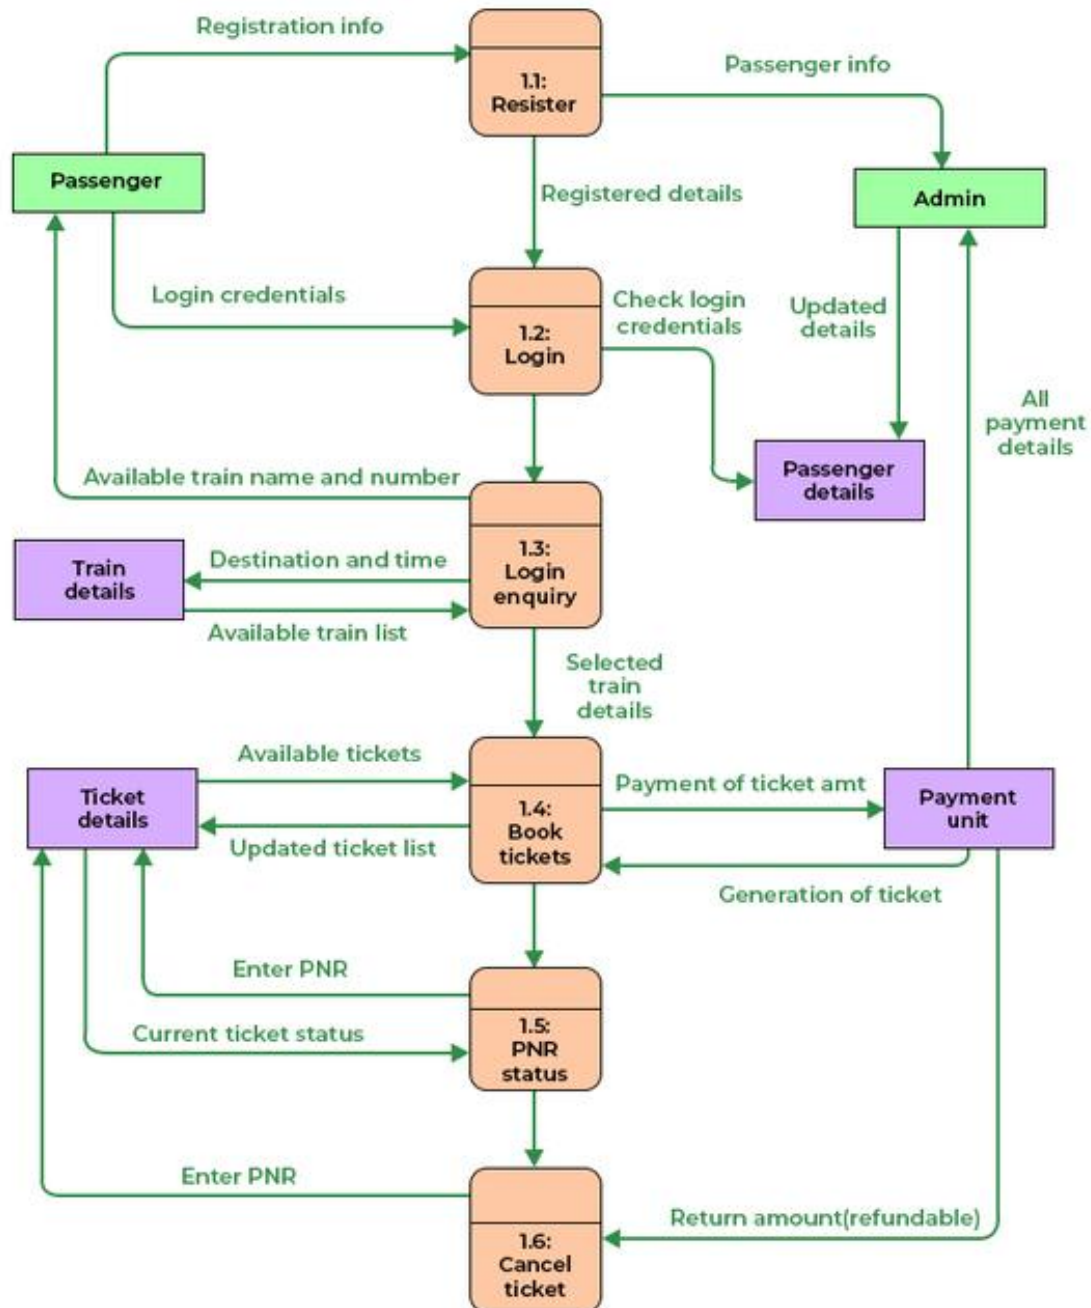 Registration info
1.1:
Resister
Passenger info
Passenger
Registered details
Admin
Login credentials
1.2:
Login
Check login
credentials
Updated
details
All
payment
details
Available train name and number
Passenger
details
Train
details
Destination and time
1.3:
Login
enquiry
Available train list
Selected
train
details
Available tickets
Ticket
details
Updated ticket list
1.4:
Book
tickets
Payment of ticket amt
Payment
unit
Generation of ticket
Enter PNR
Current ticket status
1.5:
PNR
status
Enter PNR
Return amount(refundable)
1.6:
Cancel
ticket